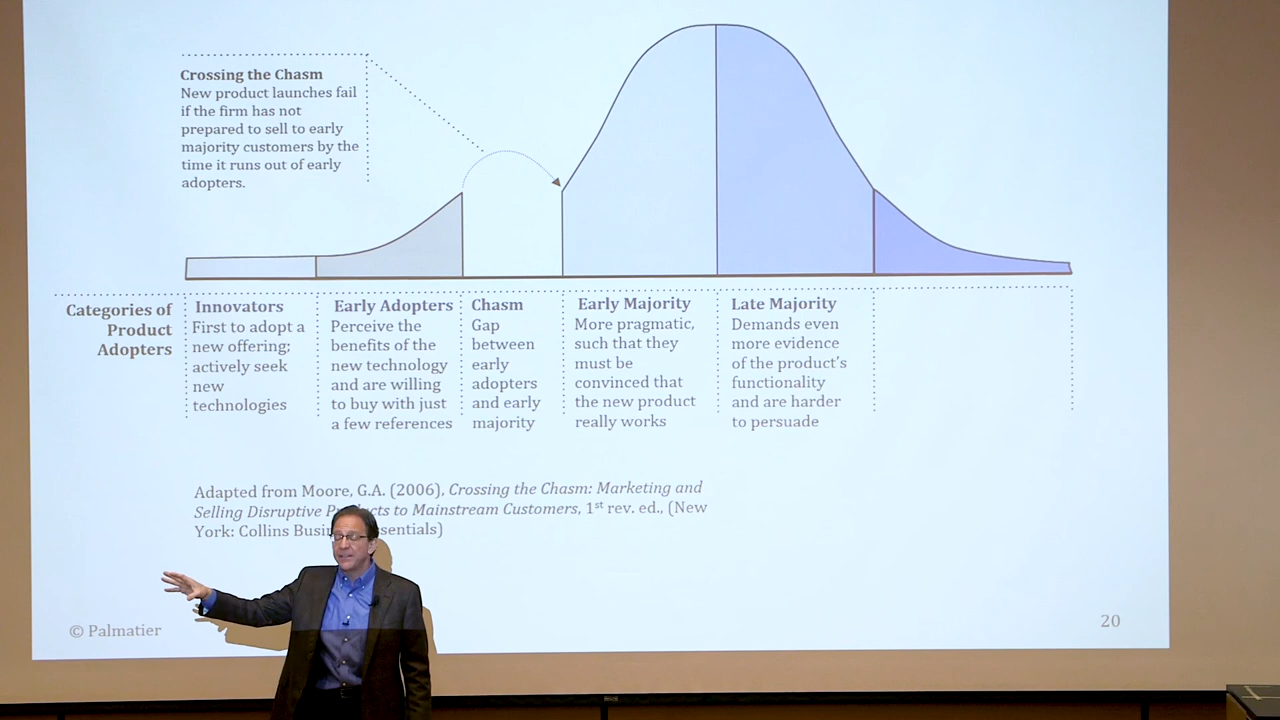 Crossing the Chasm
New product launches fail
if the firm has not
prepared to sell to early
majority customers by the
time it runs out of early
adopters.
Categories of
Product
Adopters
Innovators
First to adopt a
new offering;
actively seek
new
technologies
Early Adopters
Perceive the
benefits of the
new technology
and are willing
to buy with just
a few references
Chasm
Gap
between
early
adopters
and early
majority
Early Majority
More pragmatic,
such that they
must be
convinced that
the new product
really works
Late Majority
Demands even
more evidence
of the product's
functionality
and are harder
to persuade
Adapted from Moore, G.A. (2006), Crossing the Chasm: Marketing and
Selling Disruptive to Mainstream Customers, 1st rev. ed., (New
York: Collins
© Palmatier
20